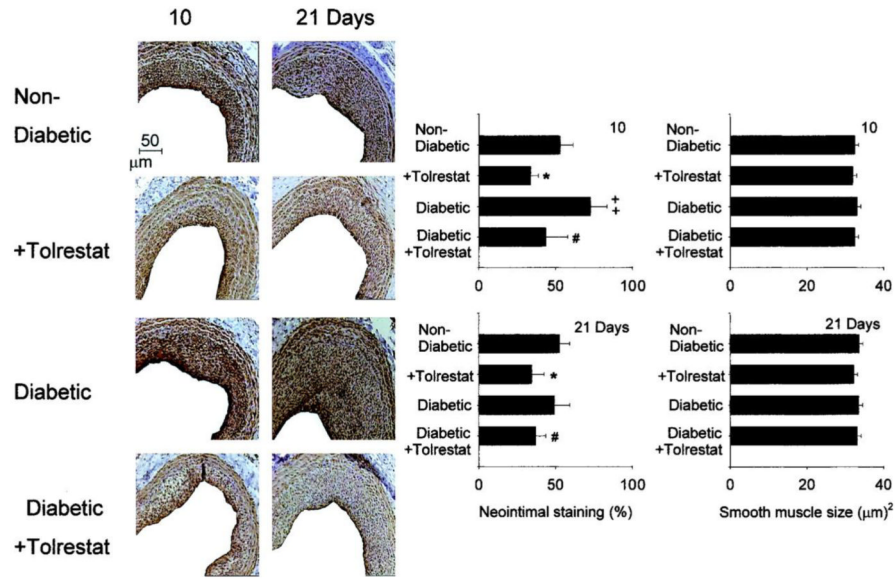 10 21 Days
Non-
Diabetic
50
μm
+Tolrestat
Diabetic
Diabetic
+Tolrestat
10
Non-
Diabetic
+Tolrestat
*
Diabetic
+
+
Diabetic
+Tolrestat
#
0 50 100
10
Non-
Diabetic
+Tolrestat
Diabetic
Diabetic
+Tolrestat
0 20 40
21 Days
Non-
Diabetic
+Tolrestat
*
Diabetic
Diabetic
+Tolrestat
#
0 50 100
Neointimal staining (%)
21 Days
Non-
Diabetic
+Tolrestat
Diabetic
Diabetic
+Tolrestat
0 20 40
Smooth muscle size (μm)²